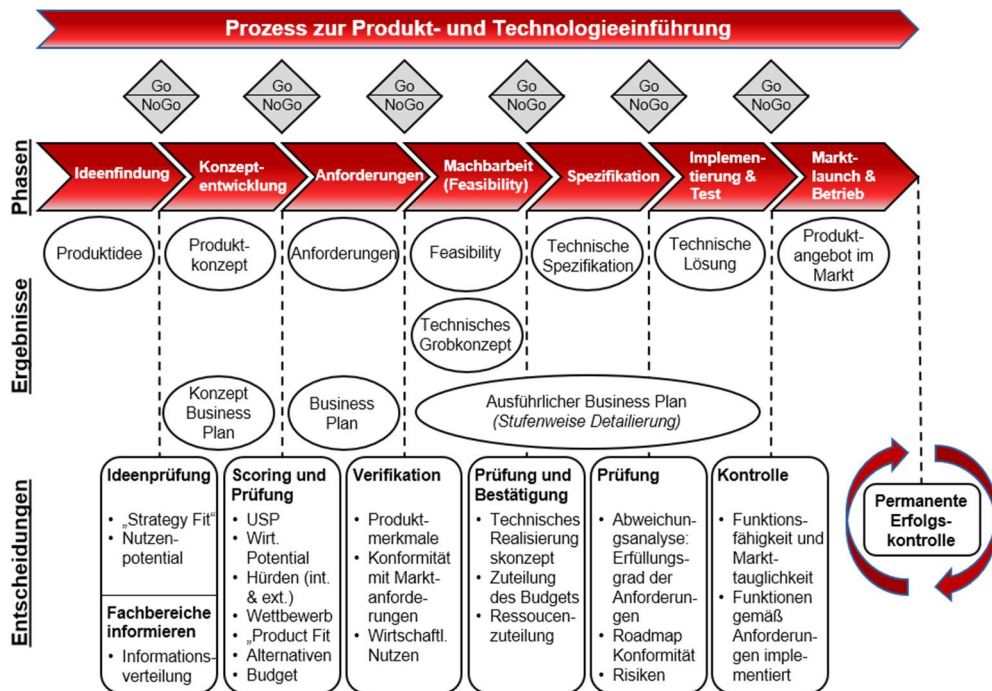 Prozess zur Produkt- und Technologieeinführung
Go
NoGo
Go
NoGo
Go
NoGo
Go
NoGo
Go
NoGo
Go
NoGo
Phasen
Ideenfindung
Konzept-
entwicklung
Anforderungen
Machbarkeit
(Feasibility)
Spezifikation
Implemen-
tierung &
Test
Markt-
launch &
Betrieb
Ergebnisse
Produktidee
Produkt-
konzept
Anforderungen
Feasibility
Technische
Spezifikation
Technische
Lösung
Produkt-
angebot im
Markt
Technisches
Grobkonzept
Konzept
Business
Plan
Business
Plan
Ausführlicher Business Plan
(Stufenweise Detailierung)
Entscheidungen
Ideenprüfung
• „Strategy Fit“
• Nutzen-
potential
Fachbereiche
informieren
• Informations-
verteilung
Scoring und
Prüfung
• USP
• Wirt.
Potential
• Hürden (int.
& ext.)
• Wettbewerb
• „Product Fit
• Alternativen
• Budget
Verifikation
• Produkt-
merkmale
• Konformität
mit Markt-
anforde-
rungen
• Wirtschaftl.
Nutzen
Prüfung und
Bestätigung
• Technisches
Realisierung
skonzept
• Zuteilung
des Budgets
• Ressoucen-
zuteilung
Prüfung
• Abweichun-
gsanalyse:
Erfüllungs-
grad der
Anforderun-
gen
• Roadmap
Konformität
• Risiken
Kontrolle
• Funktions-
fähigkeit und
Markt-
tauglichkeit
• Funktionen
gemäß
Anforderun-
gen imple-
mentiert
Permanente
Erfolgs-
kontrolle